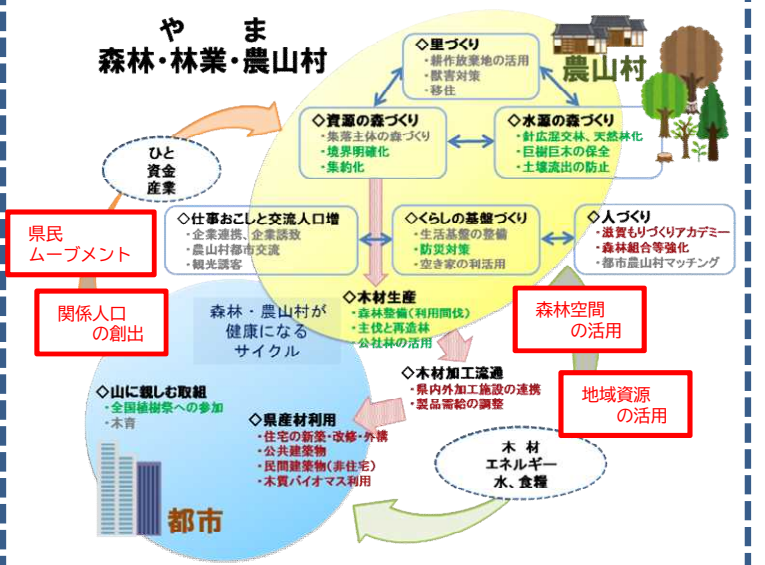 や ま
森林・林業・農山村
◇里づくり
・耕作放棄地の活用
・獣害対策
・移住
農山村
◇資源の森づくり
・集落主体の森づくり
・境界明確化
・集約化
◇水源の森づくり
・針広混交林、天然林化
・巨樹巨木の保全
・土壌流出の防止
ひと
資金
産業
◇仕事おこしと交流人口増
・企業連携、企業誘致
・農山村都市交流
・観光誘客
◇くらしの基盤づくり
・生活基盤の整備
・防災対策
・空き家の利活用
◇人づくり
・滋賀もりづくりアカデミー
・森林組合等強化
・都市農山村マッチング
県民
ムーブメント
関係人口
の創出
森林・農山村が
健康になる
サイクル
◇木材生産
・森林整備(利用間伐)
・主伐と再造林
・公社林の活用
森林空間
の活用
◇木材加工流通
・県内外加工施設の連携
・製品需給の調整
地域資源
の活用
◇山に親しむ取組
・全国植樹祭への参加
・木育
◇県産材利用
・住宅の新築・改修・外構
・公共建築物
・民間建築物(非住宅)
・木質バイオマス利用
木 材
エネルギー
水、食糧
都市